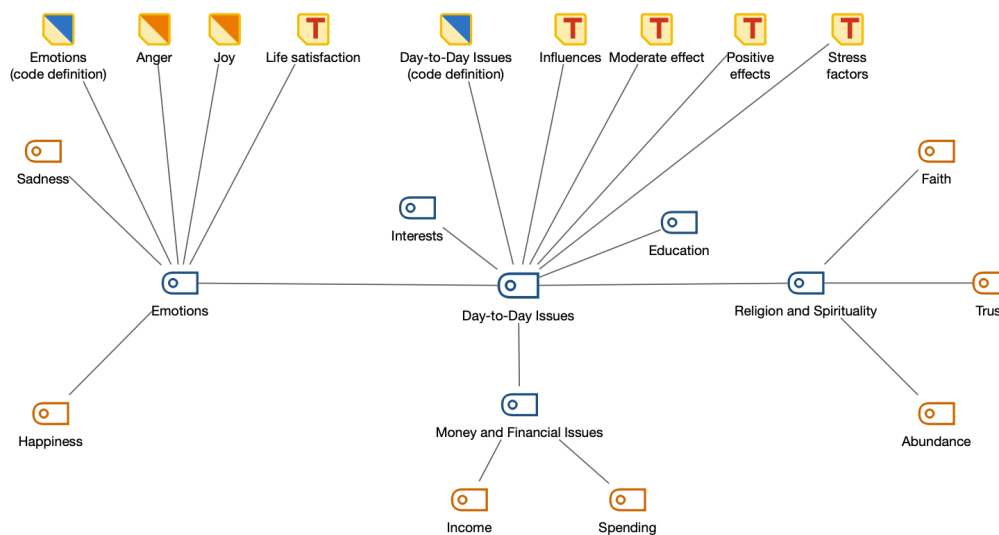 Emotions
(code definition)
Anger
Joy
Life satisfaction
Day-to-Day Issues
(code definition)
Influences
Moderate effect
Positive
effects
Stress
factors
T
T
T
T
T
Sadness
Faith
Interests
Education
Emotions
Day-to-Day Issues
Religion and Spirituality
Trus
Happiness
Money and Financial Issues
Abundance
Income
Spending